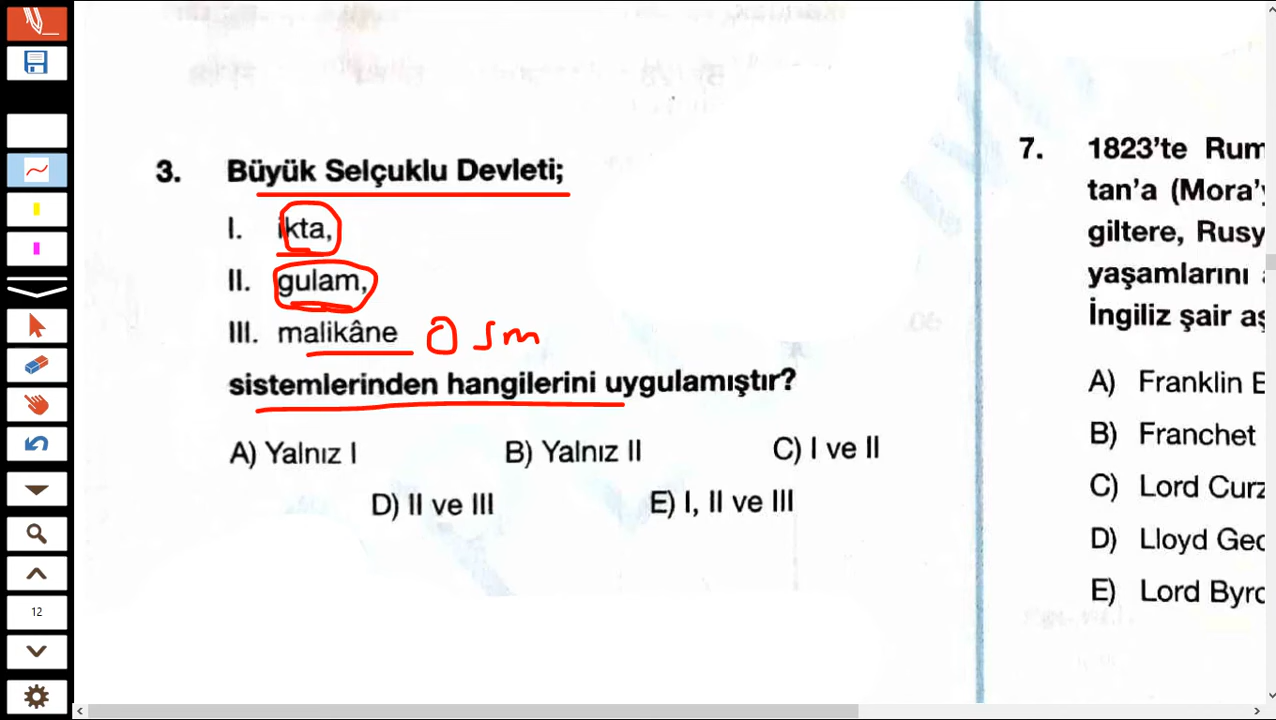 3. Büyük Selçuklu Devleti;
I. ikta,
II. gulam,
III. malikâne Osm
sistemlerinden hangilerini uygulamıştır?
A) Yalnız I B) Yalnız II C) I ve II
D) II ve III E) I, II ve III
7. 1823'te Rum
tan'a (Mora'y
giltere, Rusy
yaşamlarını a
İngiliz şair aş
A) Franklin E
B) Franchet
C) Lord Curz
D) Lloyd Geo
E) Lord Byro
12